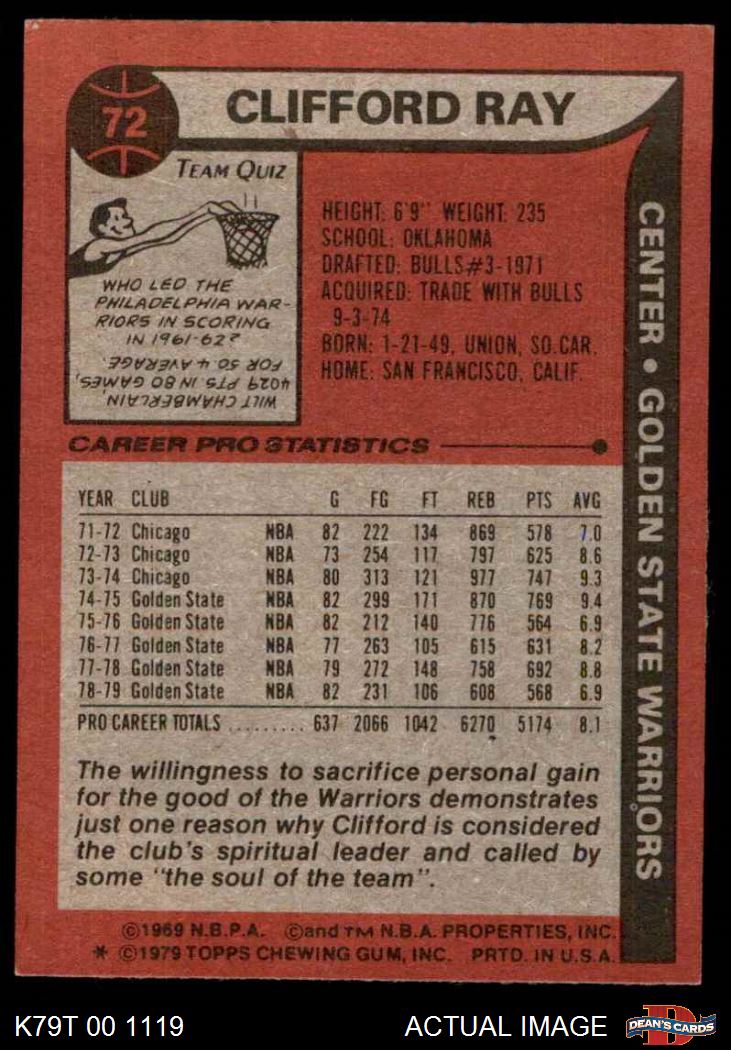 72
CLIFFORD RAY
TEAM QUIZ
WHO LED THE
PHILADELPHIA WAR-
RIORS IN SCORING
IN 1961-62?
WILT CHAMBERLAIN,
4029 PTS. IN 80 GAMES,
FOR 50.4 AVERAGE.
HEIGHT: 6'9" WEIGHT: 235
SCHOOL: OKLAHOMA
DRAFTED: BULLS#3-1971
ACQUIRED: TRADE WITH BULLS
9-3-74
BORN: 1-21-49, UNION, SO.CAR.
HOME: SAN FRANCISCO, CALIF.
CENTER • GOLDEN STATE WARRIORS
CAREER PRO STATISTICS
YEAR CLUB G FG FT REB PTS AVG
71-72 Chicago NBA 82 222 134 869 578 7.0
72-73 Chicago NBA 73 254 117 797 625 8.6
73-74 Chicago NBA 80 313 121 977 747 9.3
74-75 Golden State NBA 82 299 171 870 769 9.4
75-76 Golden State NBA 82 212 140 776 564 6.9
76-77 Golden State NBA 77 263 105 615 631 8.2
77-78 Golden State NBA 79 272 148 758 692 8.8
78-79 Golden State NBA 82 231 106 608 568 6.9
PRO CAREER TOTALS ......... 637 2066 1042 6270 5174 8.1
The willingness to sacrifice personal gain
for the good of the Warriors demonstrates
just one reason why Clifford is considered
the club's spiritual leader and called by
some "the soul of the team".
©1969 N.B.P.A. ©and TM N.B.A. PROPERTIES, INC.
* ©1979 TOPPS CHEWING GUM, INC. PRTD. IN U.S.A.
K79T 00 1119
ACTUAL IMAGE
D
DEAN'S CARDS